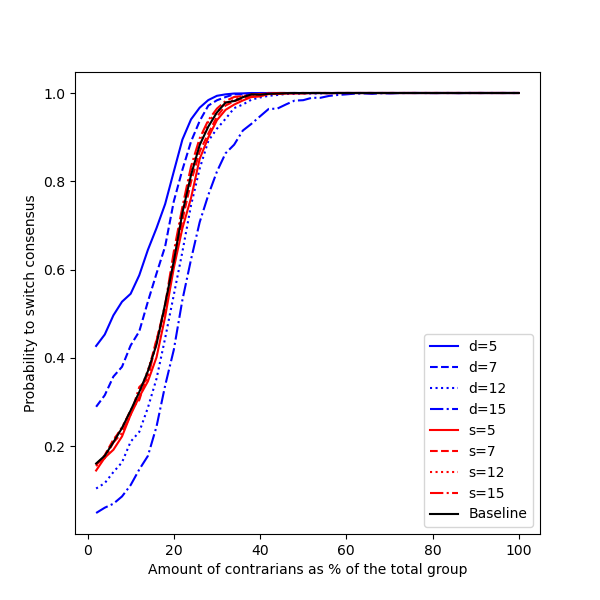 1.0
0.8
0.6
0.4
0.2
Probability to switch consensus
0
20
40
60
80
100
Amount of contrarians as % of the total group
d=5
d=7
d=12
d=15
s=5
s=7
s=12
s=15
Baseline